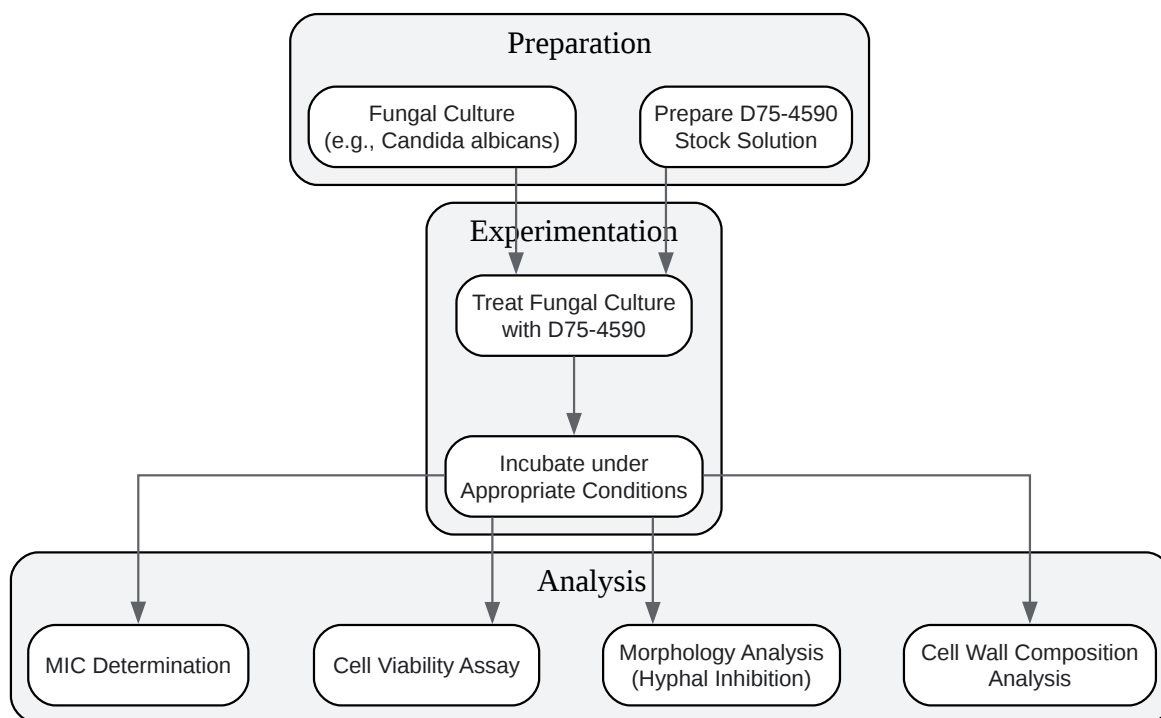 Preparation
Fungal Culture
(e.g., Candida albicans)
Prepare D75-4590
Stock Solution
Experimentation
Treat Fungal Culture
with D75-4590
Incubate under
Appropriate Conditions
Analysis
MIC Determination
Cell Viability Assay
Morphology Analysis
(Hyphal Inhibition)
Cell Wall Composition
Analysis